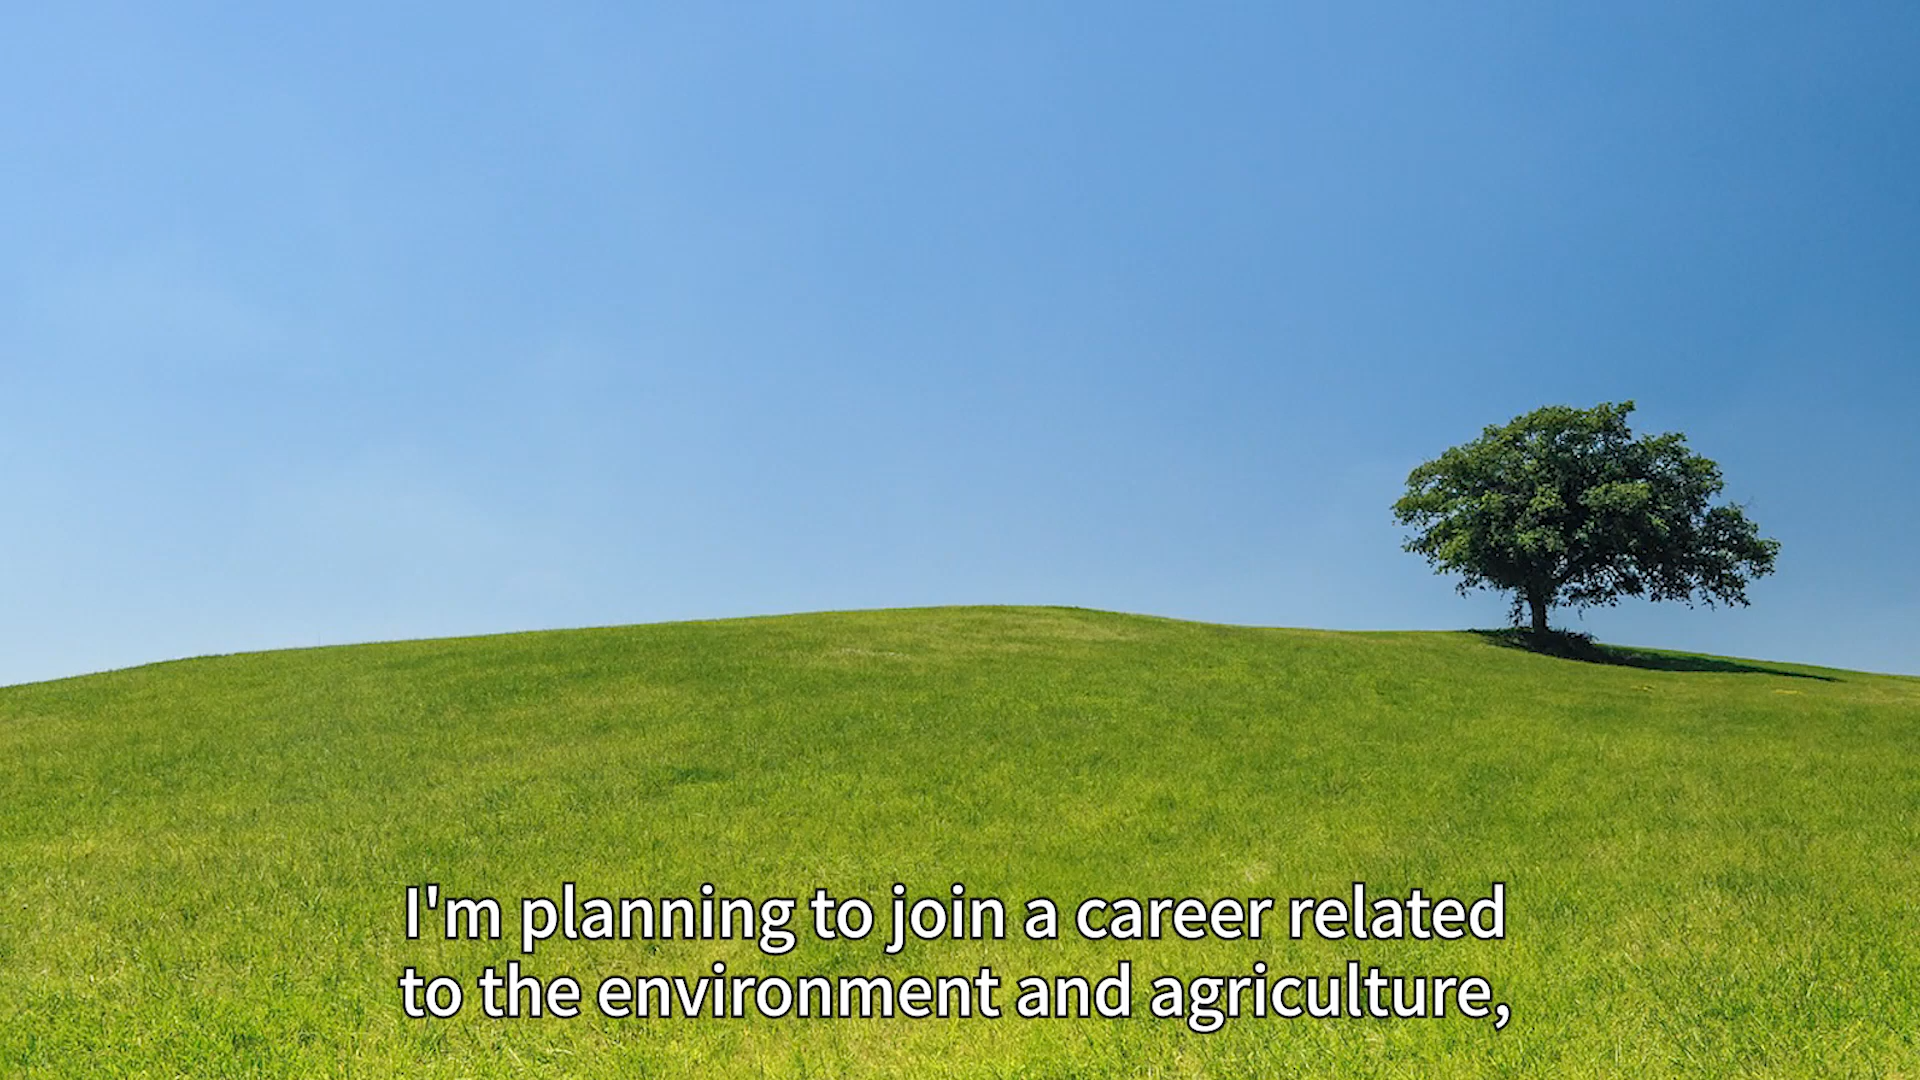 I'm planning to join a career related
to the environment and agriculture,